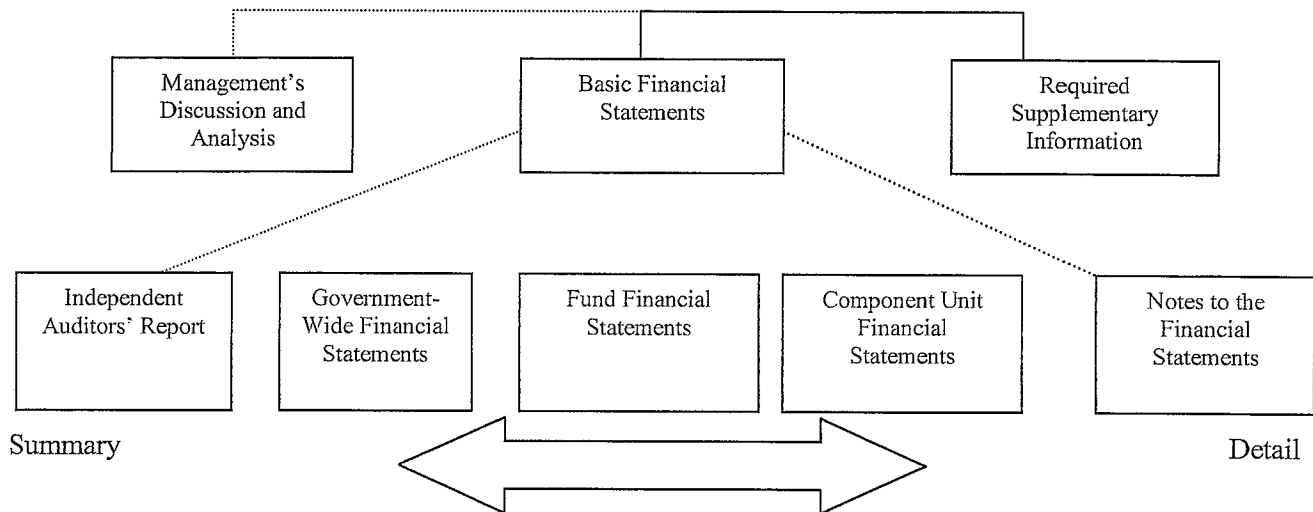 Management's
Discussion and
Analysis
Basic Financial
Statements
Required
Supplementary
Information
Independent
Auditors' Report
Government-
Wide Financial
Statements
Fund Financial
Statements
Component Unit
Financial
Statements
Notes to the
Financial
Statements
Summary
Detail